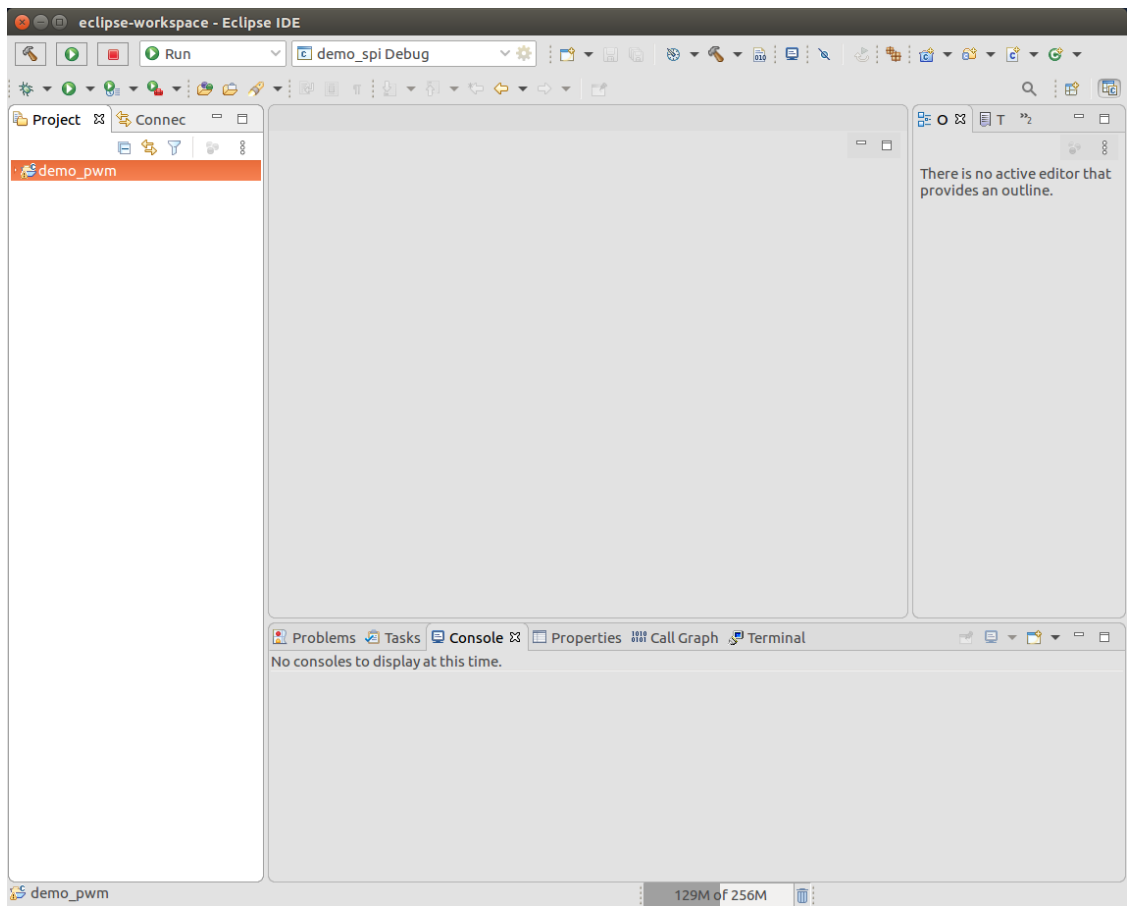 eclipse-workspace - Eclipse IDE
Run
demo_spi Debug
Project
Connec
O
T
»2
demo_pwm
There is no active editor that
provides an outline.
Problems
Tasks
Console
Properties
Call Graph
Terminal
No consoles to display at this time.
demo_pwm
129M of 256M